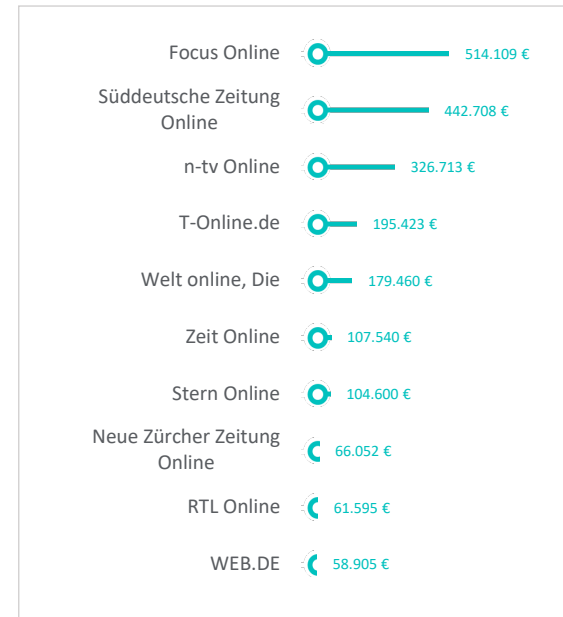 Focus Online 514.109 €
Süddeutsche Zeitung
Online 442.708 €
n-tv Online 326.713 €
T-Online.de 195.423 €
Welt online, Die 179.460 €
Zeit Online 107.540 €
Stern Online 104.600 €
Neue Zürcher Zeitung
Online 66.052 €
RTL Online 61.595 €
WEB.DE 58.905 €